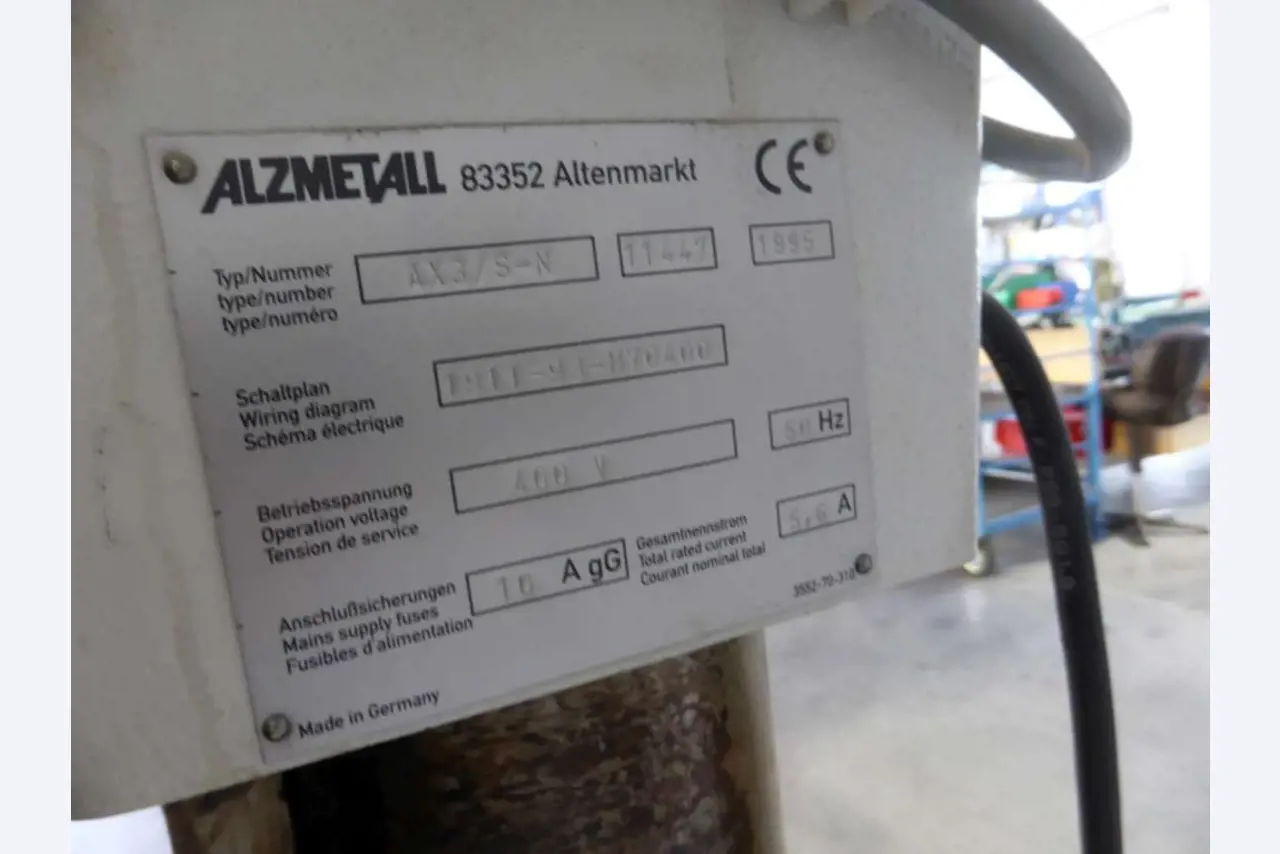 ALZMETALL 83352 Altenmarkt CE
Typ/Nummer
type/number
type/numéro
AX3/S-N 11447 1995
Schaltplan
Wiring diagram
Schéma électrique
Betriebsspannung
Operation voltage
Tension de service
400 V 50 Hz
Anschlußsicherungen
Mains supply fuses
Fusibles d'alimentation
A gG
Gesamtnennstrom
Total rated current
Courant nominal total
5,6 A
3552-70-310
Made in Germany